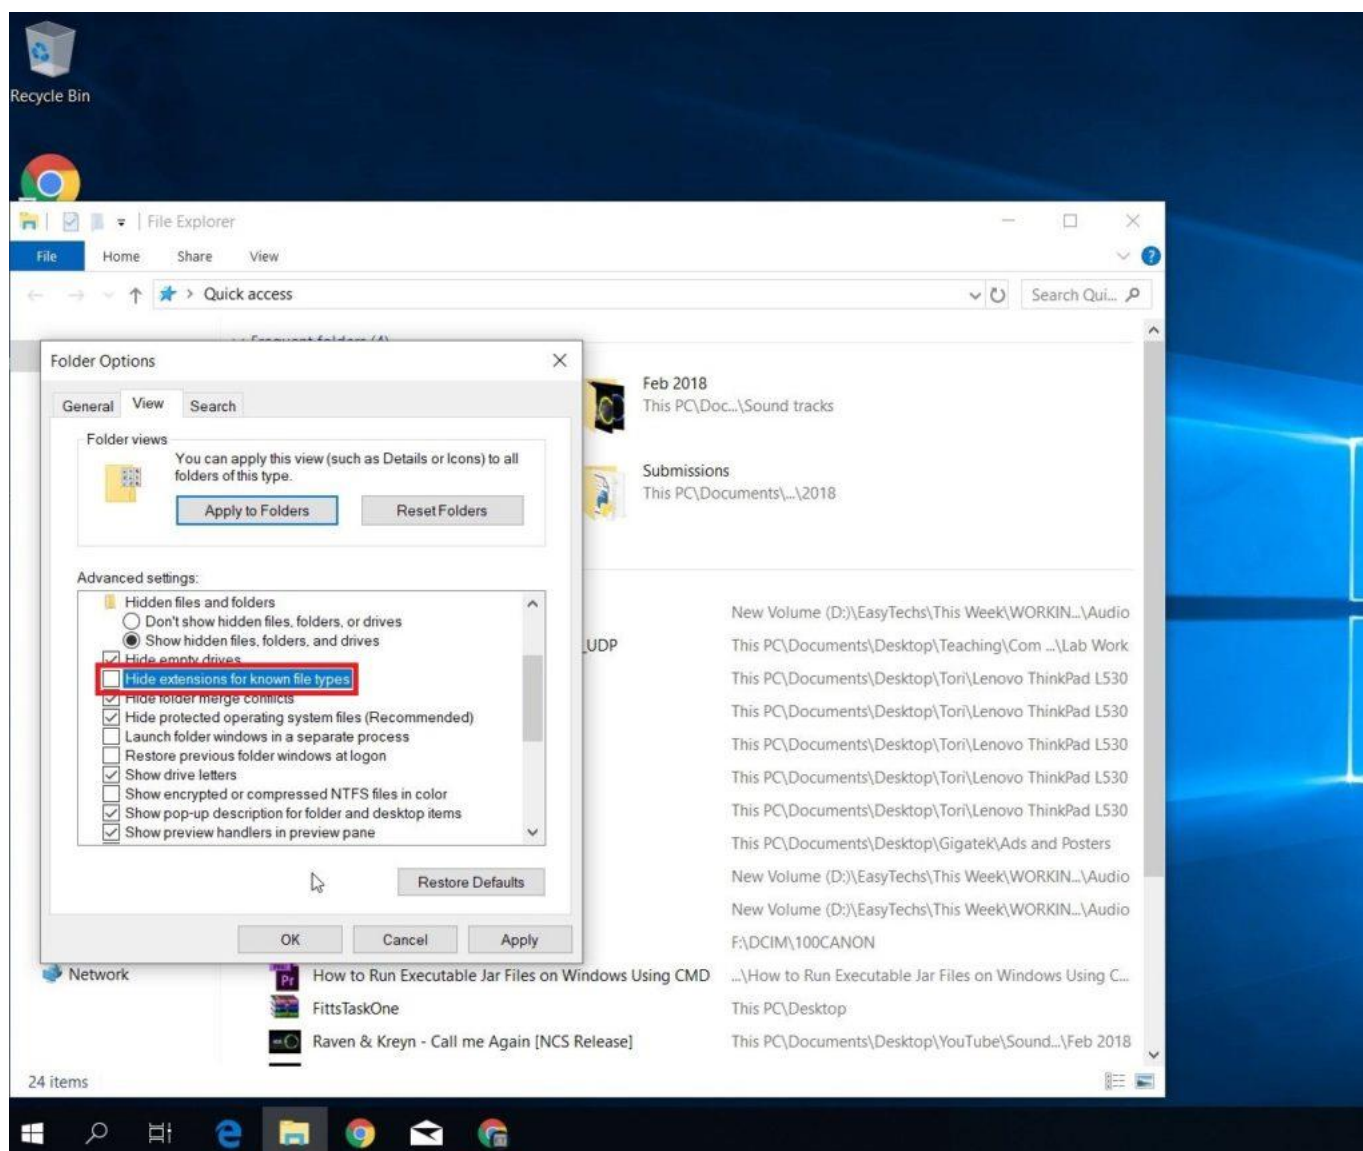 Recycle Bin
File Explorer
File Home Share View
Quick access
Search Qui...
Frequent folders (4)
Folder Options
General View Search
Folder views
You can apply this view (such as Details or Icons) to all
folders of this type.
Apply to Folders Reset Folders
Advanced settings:
Hidden files and folders
Don't show hidden files, folders, or drives
Show hidden files, folders, and drives
Hide empty drives
Hide extensions for known file types
Hide folder merge conflicts
Hide protected operating system files (Recommended)
Launch folder windows in a separate process
Restore previous folder windows at logon
Show drive letters
Show encrypted or compressed NTFS files in color
Show pop-up description for folder and desktop items
Show preview handlers in preview pane
Restore Defaults
OK Cancel Apply
Feb 2018
This PC\Doc...\Sound tracks
Submissions
This PC\Documents\...\2018
New Volume (D:)\EasyTechs\This Week\WORKIN...\Audio
_UDP This PC\Documents\Desktop\Teaching\Com ...\Lab Work
This PC\Documents\Desktop\Tori\Lenovo ThinkPad L530
This PC\Documents\Desktop\Tori\Lenovo ThinkPad L530
This PC\Documents\Desktop\Tori\Lenovo ThinkPad L530
This PC\Documents\Desktop\Tori\Lenovo ThinkPad L530
This PC\Documents\Desktop\Tori\Lenovo ThinkPad L530
This PC\Documents\Desktop\Gigatek\Ads and Posters
New Volume (D:)\EasyTechs\This Week\WORKIN...\Audio
New Volume (D:)\EasyTechs\This Week\WORKIN...\Audio
F:\DCIM\100CANON
Network
How to Run Executable Jar Files on Windows Using CMD ...\How to Run Executable Jar Files on Windows Using C...
FittsTaskOne This PC\Desktop
Raven & Kreyn - Call me Again [NCS Release] This PC\Documents\Desktop\YouTube\Sound...\Feb 2018
24 items